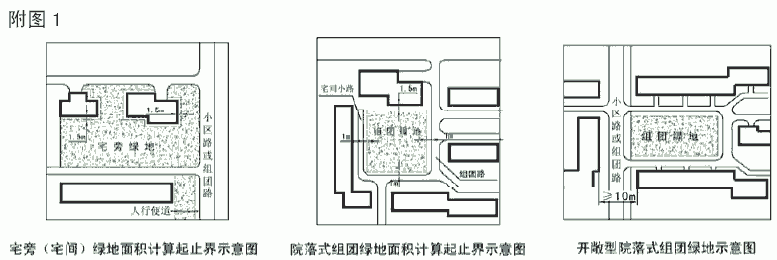 附图1
1.5m
1.5m
宅旁绿地
小区路或组团路
人行便道
宅旁（宅间）绿地面积计算起止界示意图
宅间小路
1.5m
组团绿地
1m
1m
组团路
院落式组团绿地面积计算起止界示意图
小区路或组团路
组团绿地
≥10m
开敞型院落式组团绿地示意图